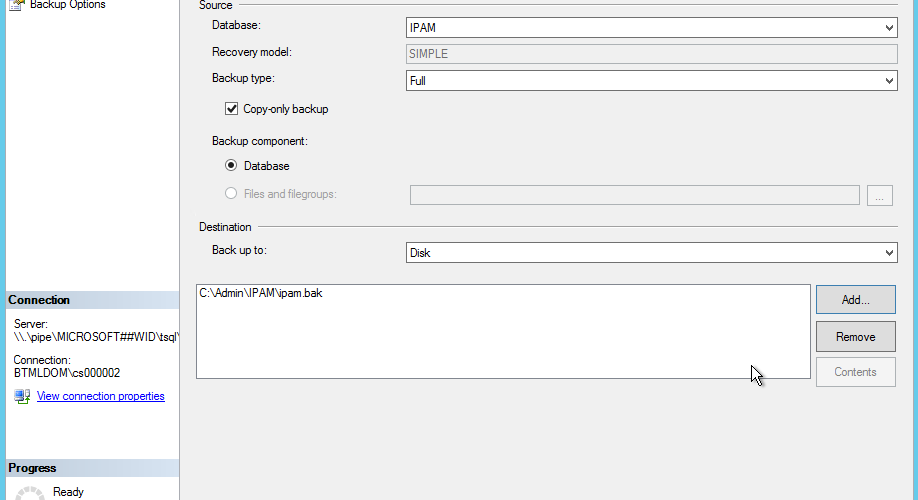 Backup Options
Source
Database:
IPAM
Recovery model:
SIMPLE
Backup type:
Full
Copy-only backup
Backup component:
Database
Files and filegroups:
...
Destination
Back up to:
Disk
C:\Admin\IPAM\ipam.bak
Add...
Remove
Contents
Connection
Server:
\\.\pipe\MICROSOFT##WID\tsql\
Connection:
BTMLDOM\cs000002
View connection properties
Progress
Ready